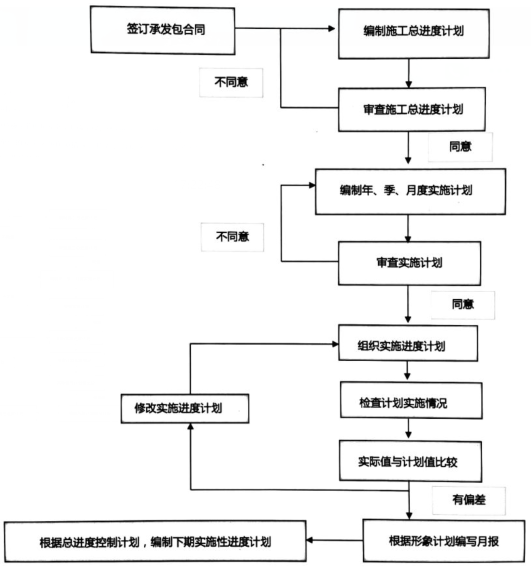 签订承发包合同
编制施工总进度计划
不同意
审查施工总进度计划
同意
编制年、季、月度实施计划
不同意
审查实施计划
同意
组织实施进度计划
修改实施进度计划
检查计划实施情况
实际值与计划值比较
有偏差
根据总进度控制计划，编制下期实施性进度计划
根据形象计划编写月报